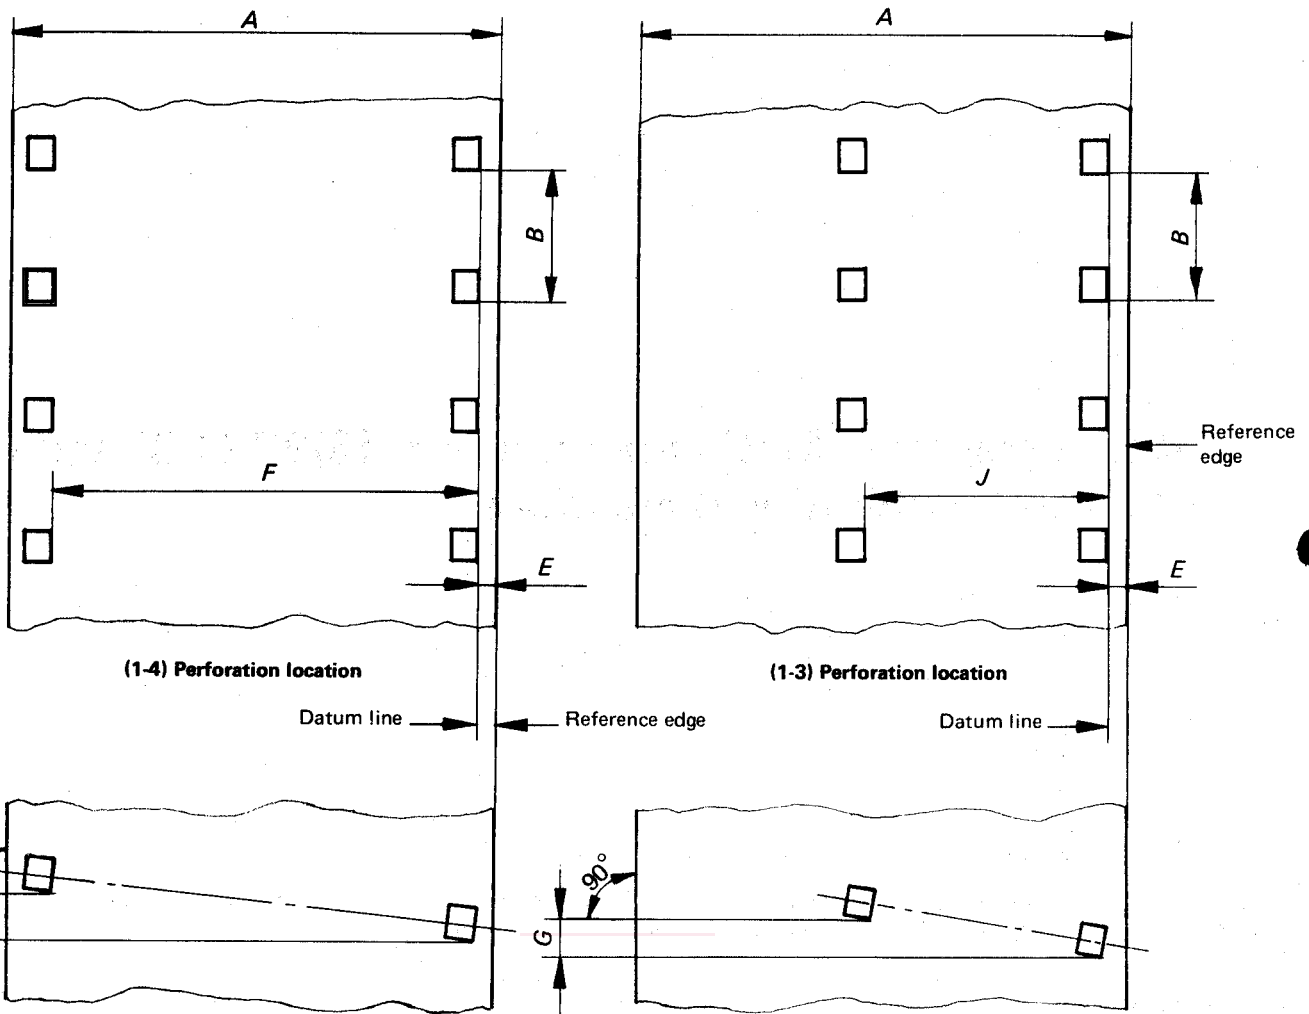 A
A
B
B
Reference
edge
F
J
E
E
(1-4) Perforation location
(1-3) Perforation location
Datum line
Reference edge
Datum line
90°
G